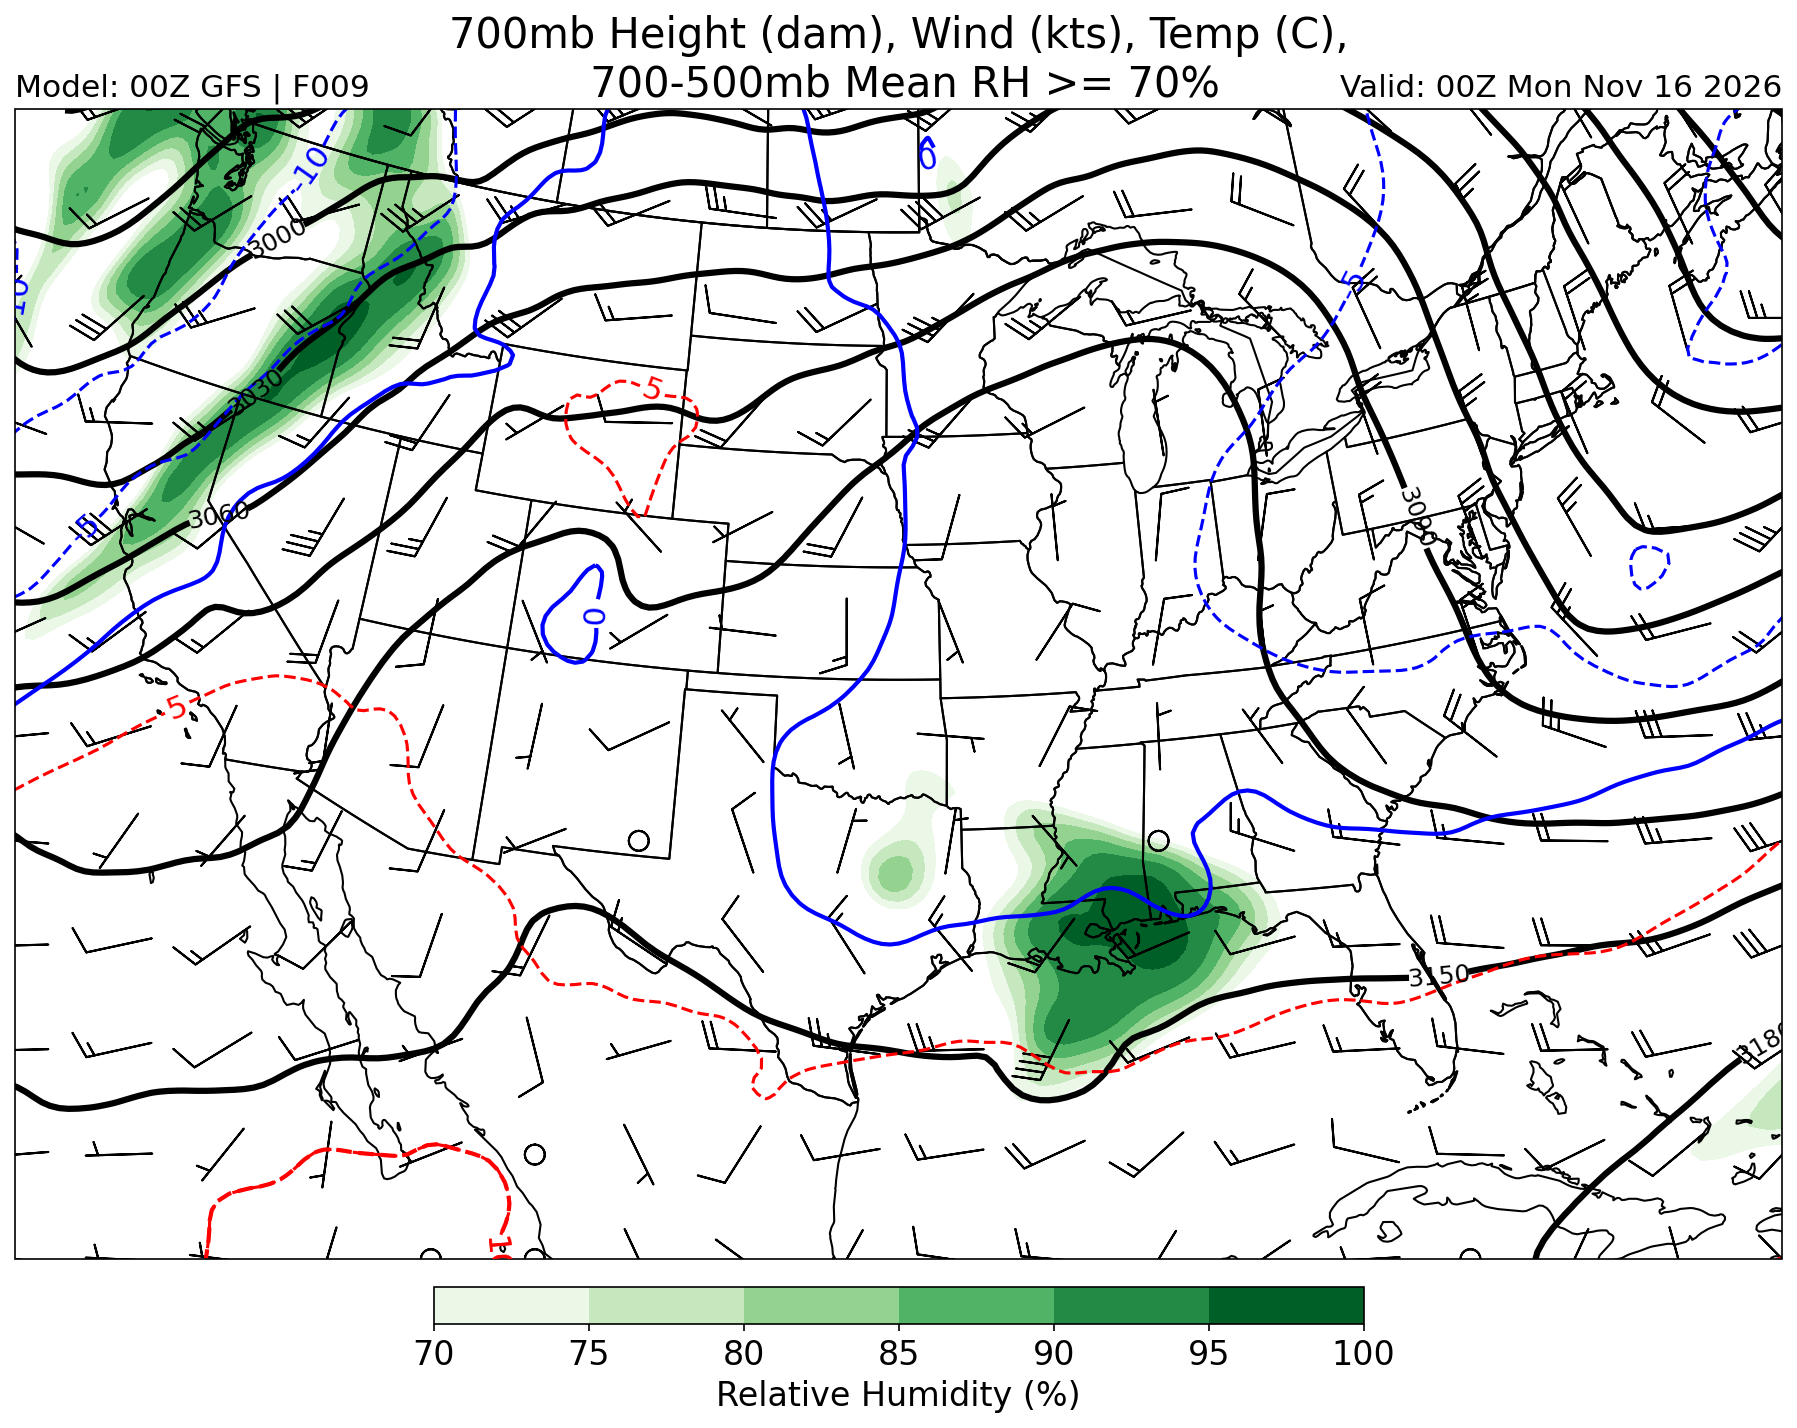 700mb Height (dam), Wind (kts), Temp (C),
700-500mb Mean RH >= 70%
Model: 00Z GFS | F009
Valid: 00Z Mon Nov 16 2026
0
-10
3000
5
5
3030
3060
5
0
3090
5
3150
3180
70 75 80 85 90 95 100
Relative Humidity (%)